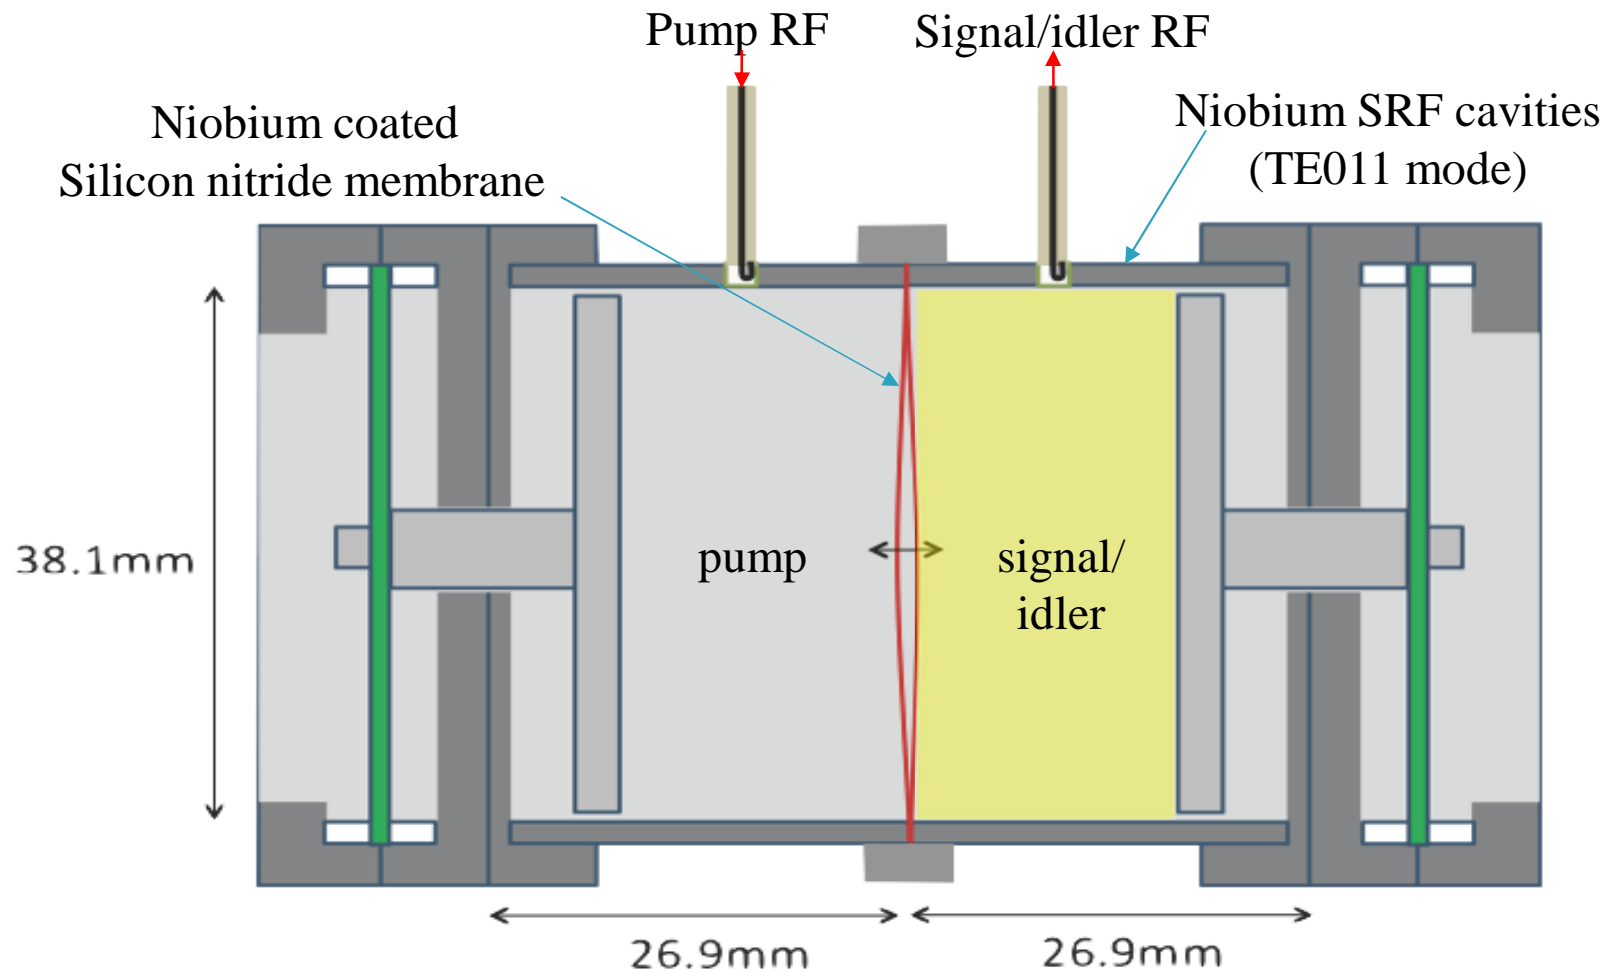 Pump RF
Signal/idler RF
Niobium coated
Silicon nitride membrane
Niobium SRF cavities
(TE011 mode)
38.1mm
pump
signal/
idler
26.9mm
26.9mm